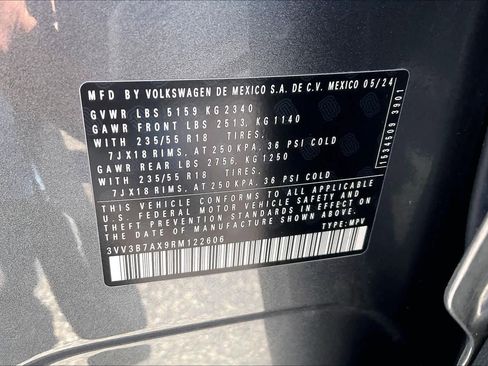 MFD BY VOLKSWAGEN DE MEXICO S.A. DE C.V. MEXICO 05/24
GVWR LBS 5159 KG 2340
GAWR FRONT LBS 2513, KG 1140
WITH 235/55 R18 TIRES,
7JX18 RIMS, AT 250 KPA, 36 PSI COLD
GAWR REAR LBS 2756, KG 1250
WITH 235/55 R18 TIRES,
7JX18 RIMS, AT 250 KPA, 36 PSI COLD
THIS VEHICLE CONFORMS TO ALL APPLICABLE
U.S. FEDERAL MOTOR VEHICLE SAFETY AND
THEFT PREVENTION STANDARDS IN EFFECT ON THE
DATE OF MANUFACTURE SHOWN ABOVE.
3VV3B7AX9RM122606 TYPE: MPV
1534506 3901